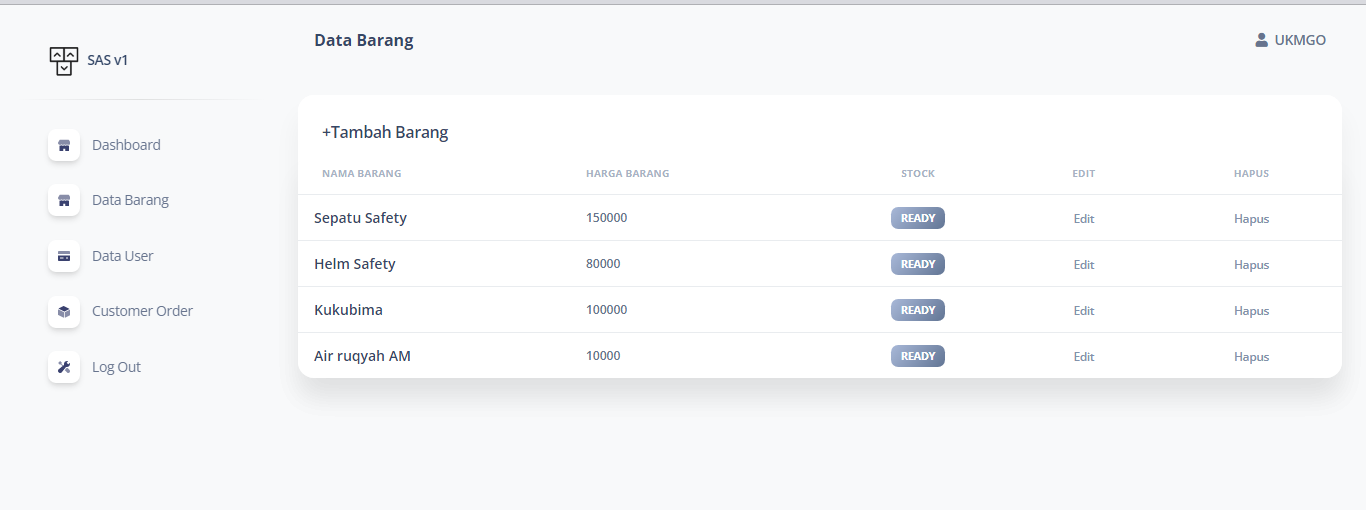 Data Barang
UKMGO
SAS v1
Dashboard
Data Barang
Data User
Customer Order
Log Out
+Tambah Barang
NAMA BARANG HARGA BARANG STOCK EDIT HAPUS
Sepatu Safety 150000 READY Edit Hapus
Helm Safety 80000 READY Edit Hapus
Kukubima 100000 READY Edit Hapus
Air ruqyah AM 10000 READY Edit Hapus